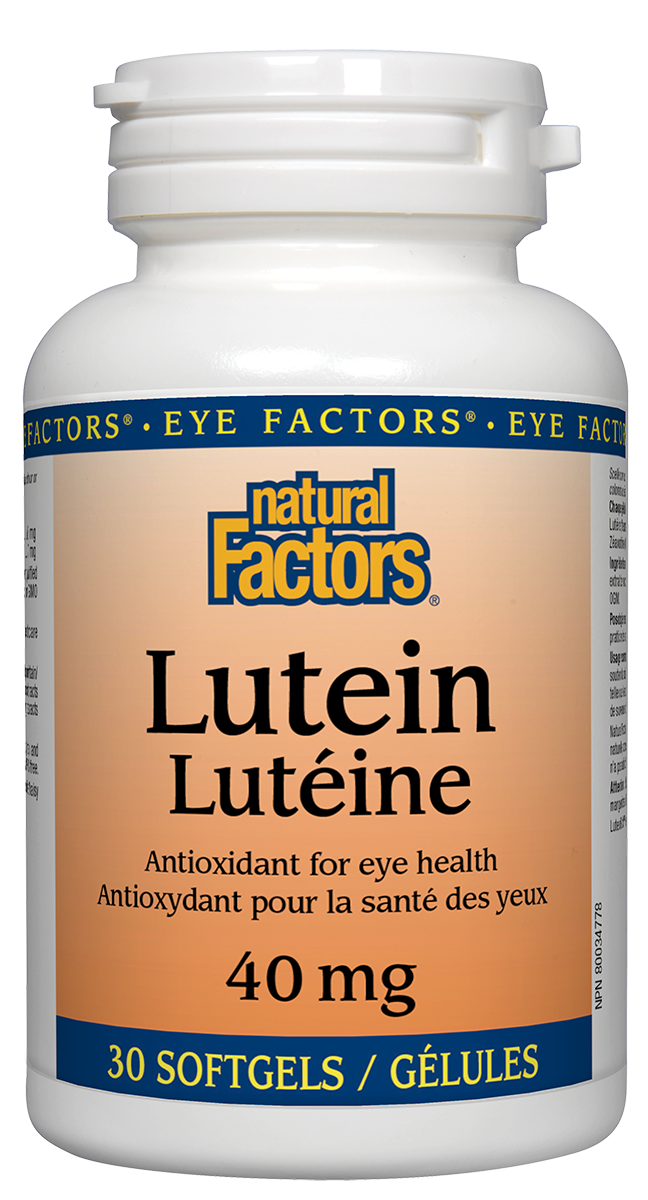 FACTORS® • EYE FACTORS® • EYE
natural
Factors®
Lutein
Lutéine
Antioxidant for eye health
Antioxydant pour la santé des yeux
40 mg
30 SOFTGELS / GÉLULES
NPN 80034778